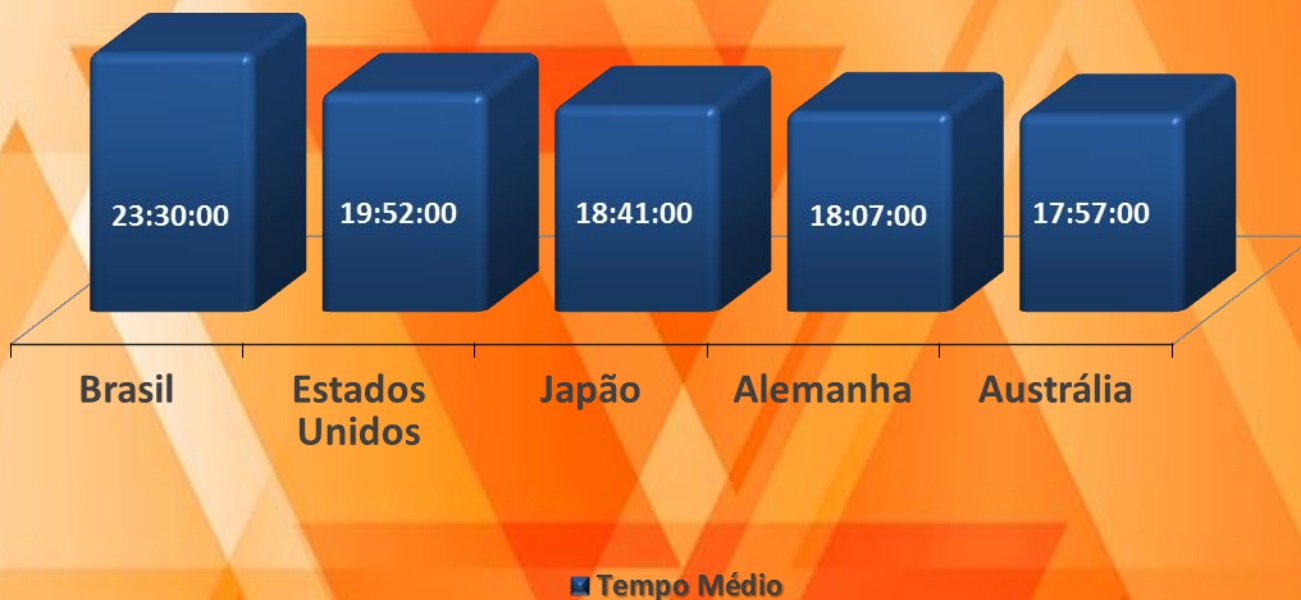 23:30:00
19:52:00
18:41:00
18:07:00
17:57:00
Brasil
Estados
Unidos
Japão
Alemanha
Austrália
Tempo Médio